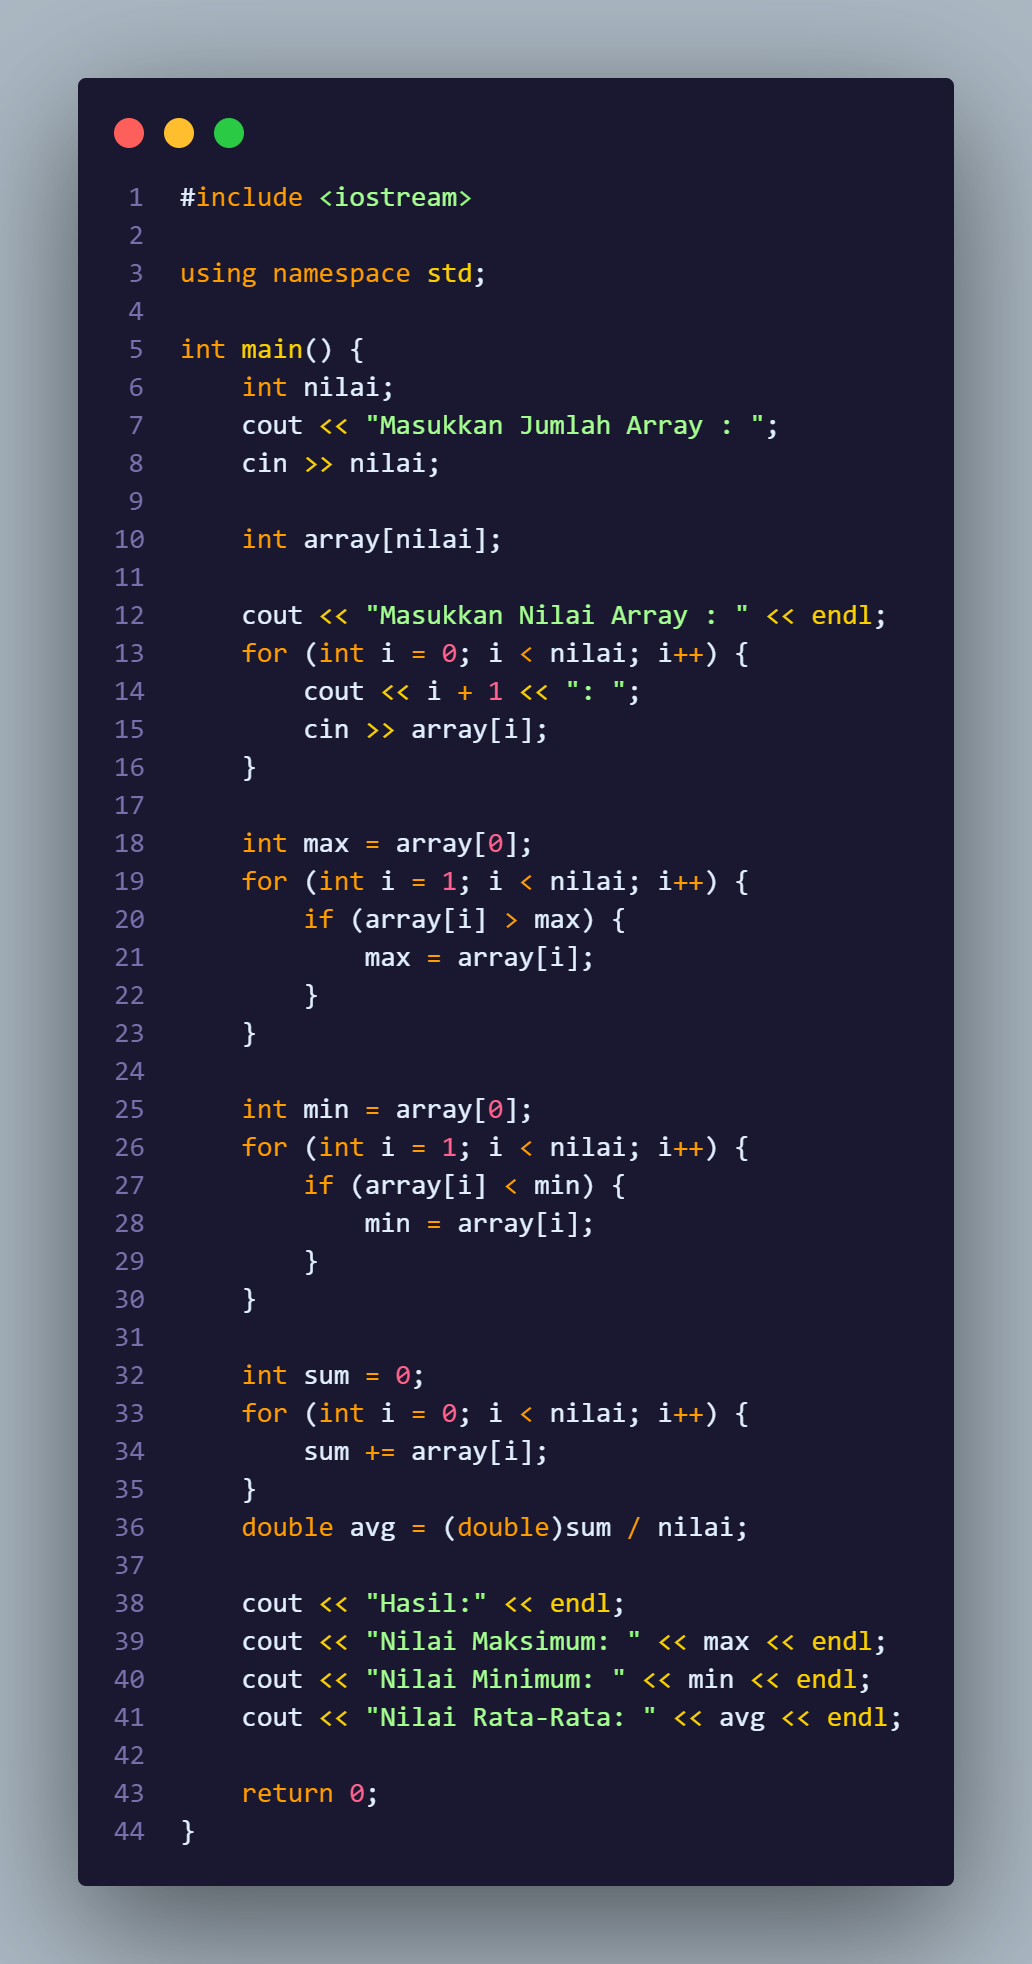 1 #include <iostream>
2
3 using namespace std;
4
5 int main() {
6     int nilai;
7     cout << "Masukkan Jumlah Array : ";
8     cin >> nilai;
9
10     int array[nilai];
11
12     cout << "Masukkan Nilai Array : " << endl;
13     for (int i = 0; i < nilai; i++) {
14         cout << i + 1 << ": ";
15         cin >> array[i];
16     }
17
18     int max = array[0];
19     for (int i = 1; i < nilai; i++) {
20         if (array[i] > max) {
21             max = array[i];
22         }
23     }
24
25     int min = array[0];
26     for (int i = 1; i < nilai; i++) {
27         if (array[i] < min) {
28             min = array[i];
29         }
30     }
31
32     int sum = 0;
33     for (int i = 0; i < nilai; i++) {
34         sum += array[i];
35     }
36     double avg = (double)sum / nilai;
37
38     cout << "Hasil:" << endl;
39     cout << "Nilai Maksimum: " << max << endl;
40     cout << "Nilai Minimum: " << min << endl;
41     cout << "Nilai Rata-Rata: " << avg << endl;
42
43     return 0;
44 }